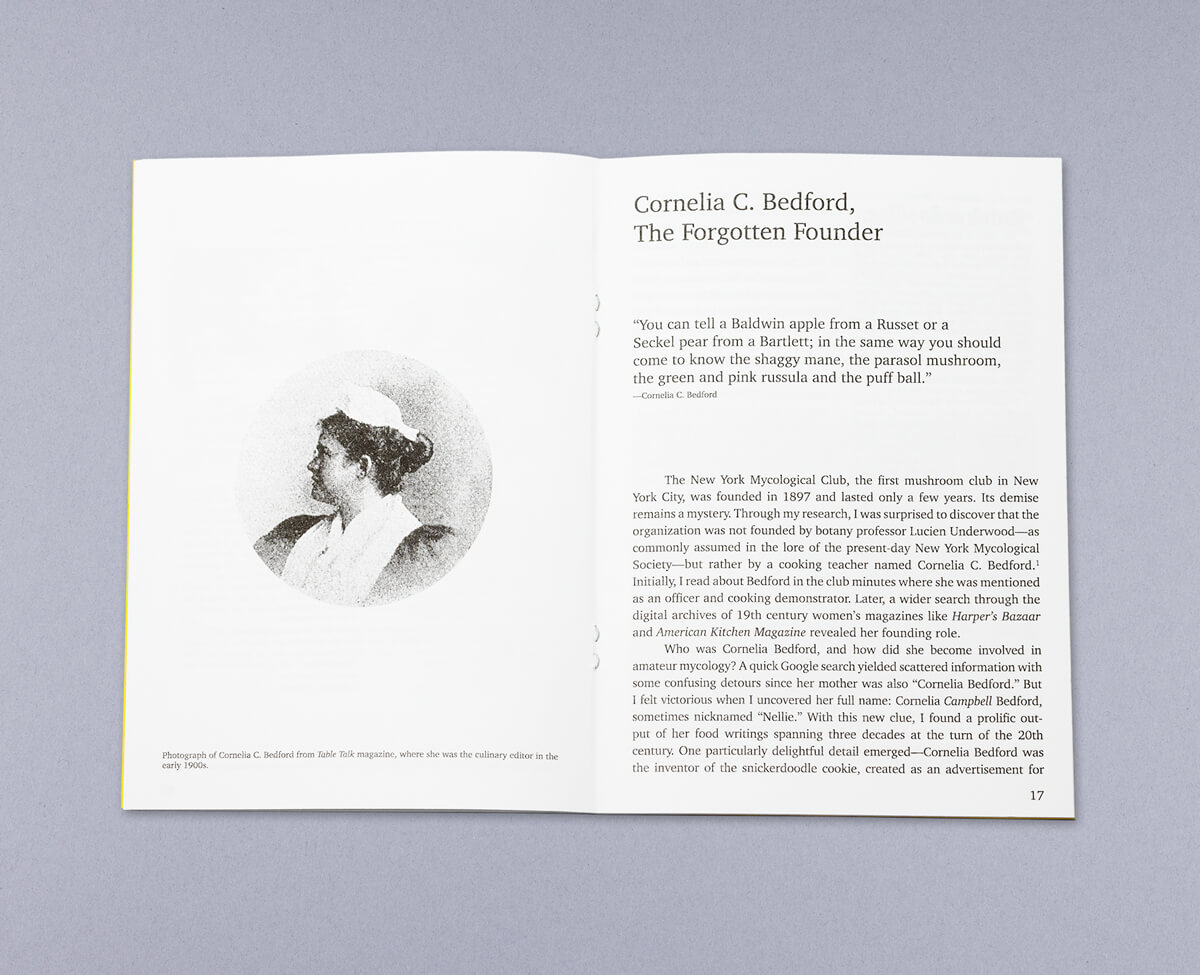 Photograph of Cornelia C. Bedford from Table Talk magazine, where she was the culinary editor in the
early 1900s.
Cornelia C. Bedford,
The Forgotten Founder
“You can tell a Baldwin apple from a Russet or a
Seckel pear from a Bartlett; in the same way you should
come to know the shaggy mane, the parasol mushroom,
the green and pink russula and the puff ball.”
—Cornelia C. Bedford
The New York Mycological Club, the first mushroom club in New
York City, was founded in 1897 and lasted only a few years. Its demise
remains a mystery. Through my research, I was surprised to discover that the
organization was not founded by botany professor Lucien Underwood—as
commonly assumed in the lore of the present-day New York Mycological
Society—but rather by a cooking teacher named Cornelia C. Bedford.¹
Initially, I read about Bedford in the club minutes where she was mentioned
as an officer and cooking demonstrator. Later, a wider search through the
digital archives of 19th century women’s magazines like Harper’s Bazaar
and American Kitchen Magazine revealed her founding role.
Who was Cornelia Bedford, and how did she become involved in
amateur mycology? A quick Google search yielded scattered information with
some confusing detours since her mother was also “Cornelia Bedford.” But
I felt victorious when I uncovered her full name: Cornelia Campbell Bedford,
sometimes nicknamed “Nellie.” With this new clue, I found a prolific out-
put of her food writings spanning three decades at the turn of the 20th
century. One particularly delightful detail emerged—Cornelia Bedford was
the inventor of the snickerdoodle cookie, created as an advertisement for
17